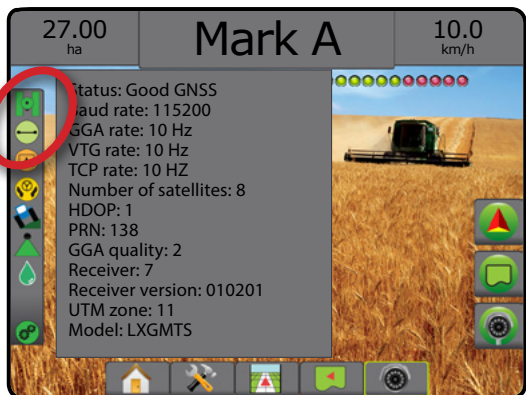 27.00
ha
Mark A
10.0
km/h
Status: Good GNSS
Baud rate: 115200
GGA rate: 10 Hz
VTG rate: 10 Hz
TCP rate: 10 HZ
Number of satellites: 8
HDOP: 1
PRN: 138
GGA quality: 2
Receiver: 7
Receiver version: 010201
UTM zone: 11
Model: LXGMTS